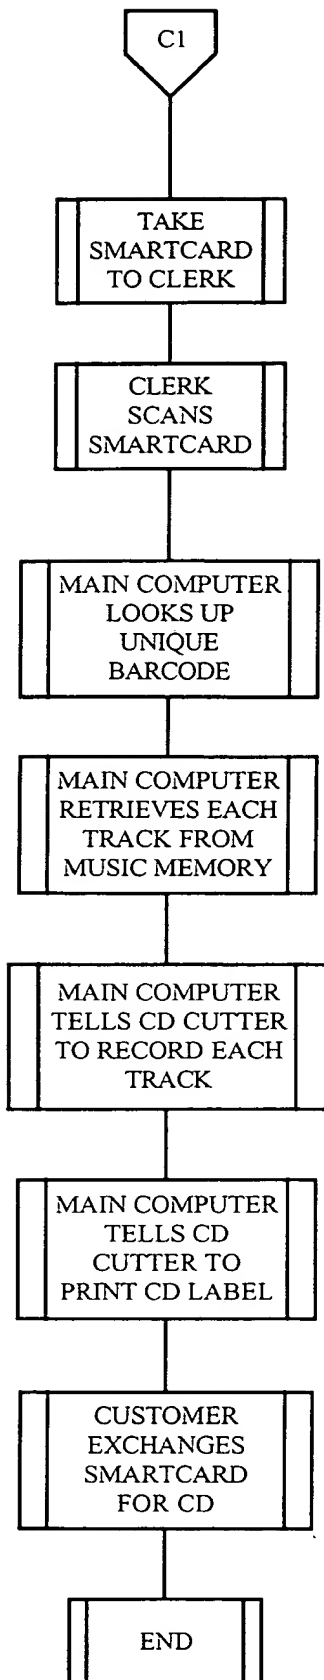 C1
TAKE
SMARTCARD
TO CLERK
CLERK
SCANS
SMARTCARD
MAIN COMPUTER
LOOKS UP
UNIQUE
BARCODE
MAIN COMPUTER
RETRIEVES EACH
TRACK FROM
MUSIC MEMORY
MAIN COMPUTER
TELLS CD CUTTER
TO RECORD EACH
TRACK
MAIN COMPUTER
TELLS CD
CUTTER TO
PRINT CD LABEL
CUSTOMER
EXCHANGES
SMARTCARD
FOR CD
END